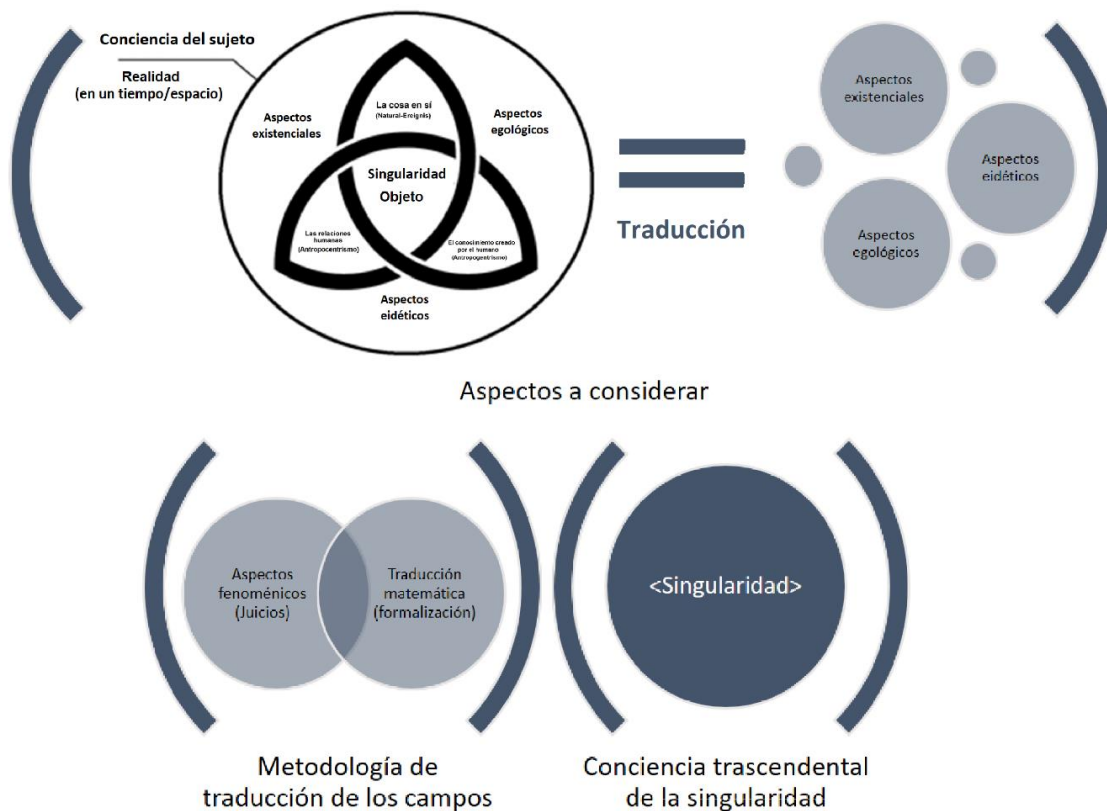 Conciencia del sujeto
Realidad
(en un tiempo/espacio)
Aspectos
existenciales
La cosa en sí
(Natural-Ereignis)
Aspectos
egológicos
Singularidad
Objeto
Las relaciones
humanas
(Antropocentrismo)
El conocimiento creado
por el humano
(Antropogentrismo)
Aspectos
eidéticos
Traducción
Aspectos
existenciales
Aspectos
eidéticos
Aspectos
egológicos
Aspectos a considerar
Aspectos
fenoménicos
(Juicios)
Traducción
matemática
(formalización)
<Singularidad>
Metodología de
traducción de los campos
Conciencia trascendental
de la singularidad